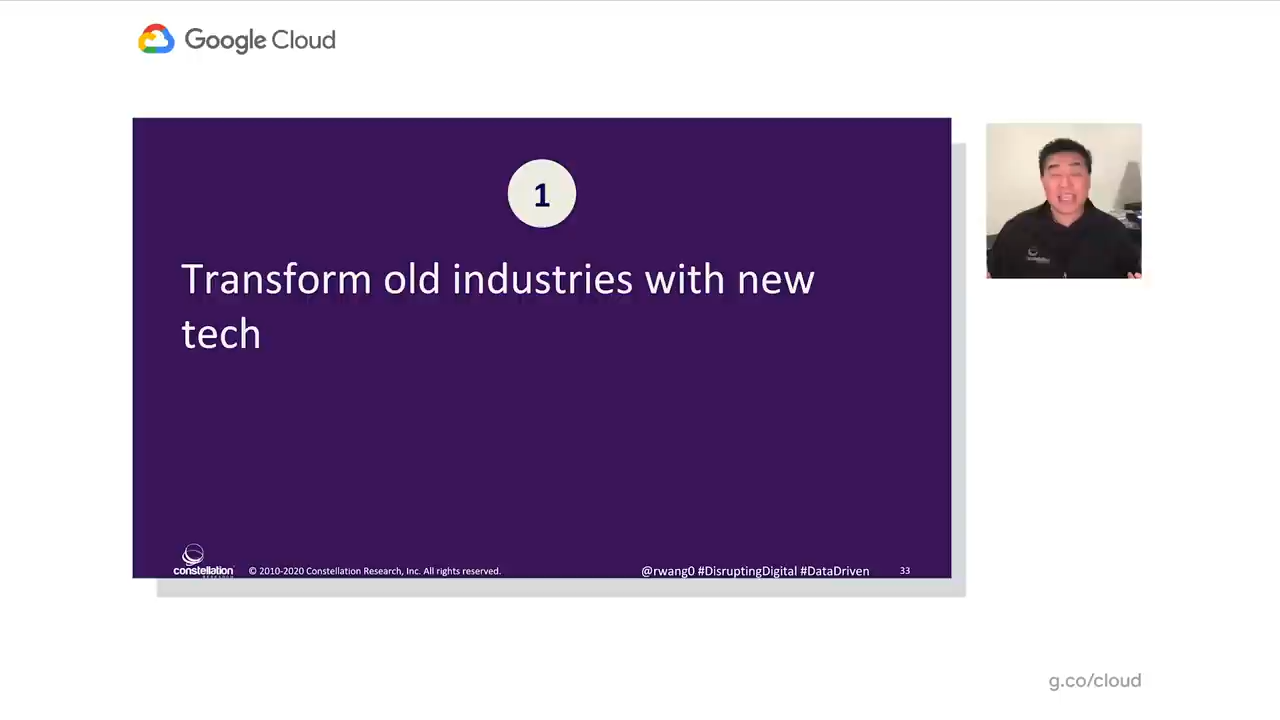 Google Cloud
1
Transform old industries with new
tech
constellation
RESEARCH
© 2010-2020 Constellation Research, Inc. All rights reserved.
@rwang0 #DisruptingDigital #DataDriven
33
g.co/cloud